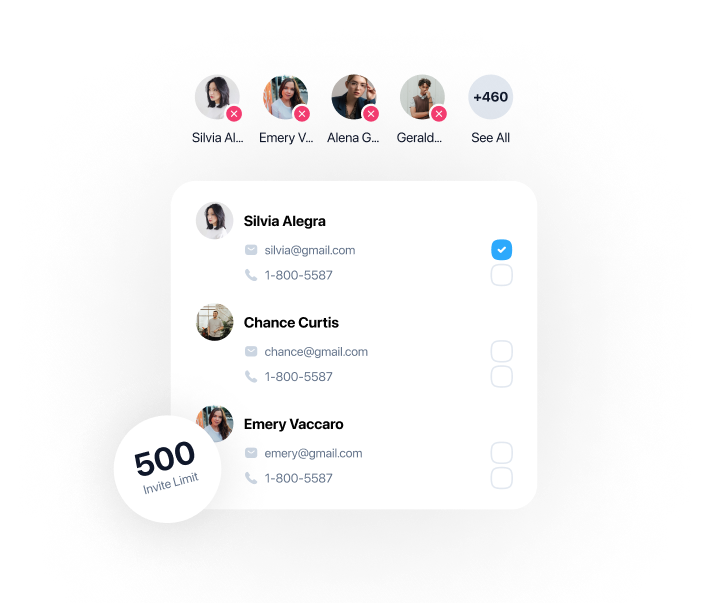 +460
Silvia Al...
Emery V...
Alena G...
Gerald...
See All
Silvia Alegra
silvia@gmail.com
1-800-5587
Chance Curtis
chance@gmail.com
1-800-5587
Emery Vaccaro
emery@gmail.com
1-800-5587
500
Invite Limit